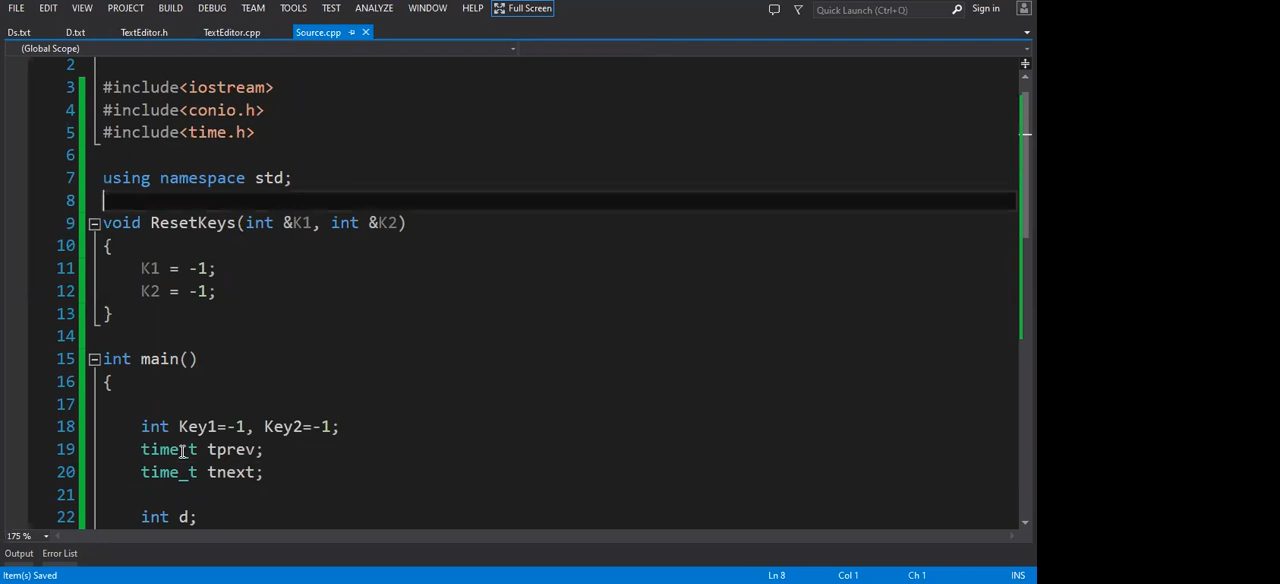 FILE EDIT VIEW PROJECT BUILD DEBUG TEAM TOOLS TEST ANALYZE WINDOW HELP Full Screen Quick Launch (Ctrl+Q) Sign in
Ds.txt D.txt TextEditor.h TextEditor.cpp Source.cpp
(Global Scope)
2
3 #include<iostream>
4 #include<conio.h>
5 #include<time.h>
6
7 using namespace std;
8
9 void ResetKeys(int &K1, int &K2)
10 {
11 K1 = -1;
12 K2 = -1;
13 }
14
15 int main()
16 {
17
18 int Key1=-1, Key2=-1;
19 time_t tprev;
20 time_t tnext;
21
22 int d;
175 %
Output Error List
Item(s) Saved Ln 8 Col 1 Ch 1 INS